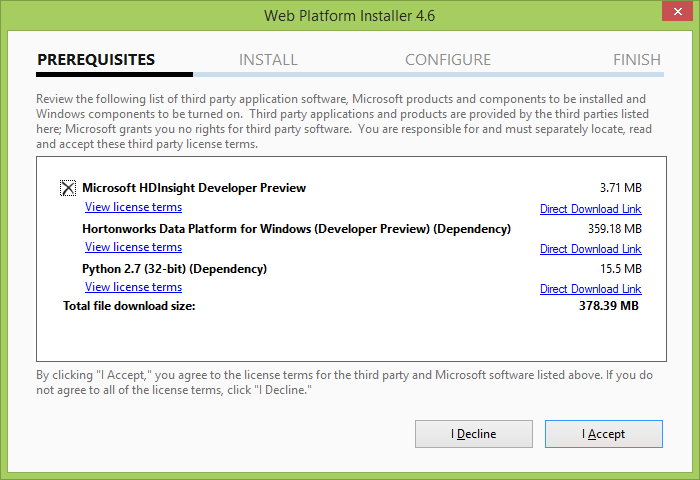 Web Platform Installer 4.6
PREREQUISITES INSTALL CONFIGURE FINISH
Review the following list of third party application software, Microsoft products and components to be installed and
Windows components to be turned on.  Third party applications and products are provided by the third parties listed
here; Microsoft grants you no rights for third party software.  You are responsible for and must separately locate, read
and accept these third party license terms.
Microsoft HDInsight Developer Preview 3.71 MB
View license terms Direct Download Link
Hortonworks Data Platform for Windows (Developer Preview) (Dependency) 359.18 MB
View license terms Direct Download Link
Python 2.7 (32-bit) (Dependency) 15.5 MB
View license terms Direct Download Link
Total file download size: 378.39 MB
By clicking "I Accept," you agree to the license terms for the third party and Microsoft software listed above. If you do
not agree to all of the license terms, click "I Decline."
I Decline I Accept